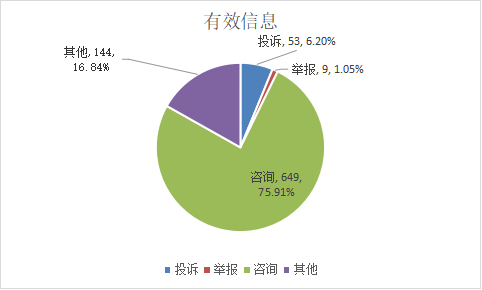 有效信息
投诉, 53, 6.20%
举报, 9, 1.05%
其他, 144,
16.84%
咨询, 649,
75.91%
投诉 举报 咨询 其他